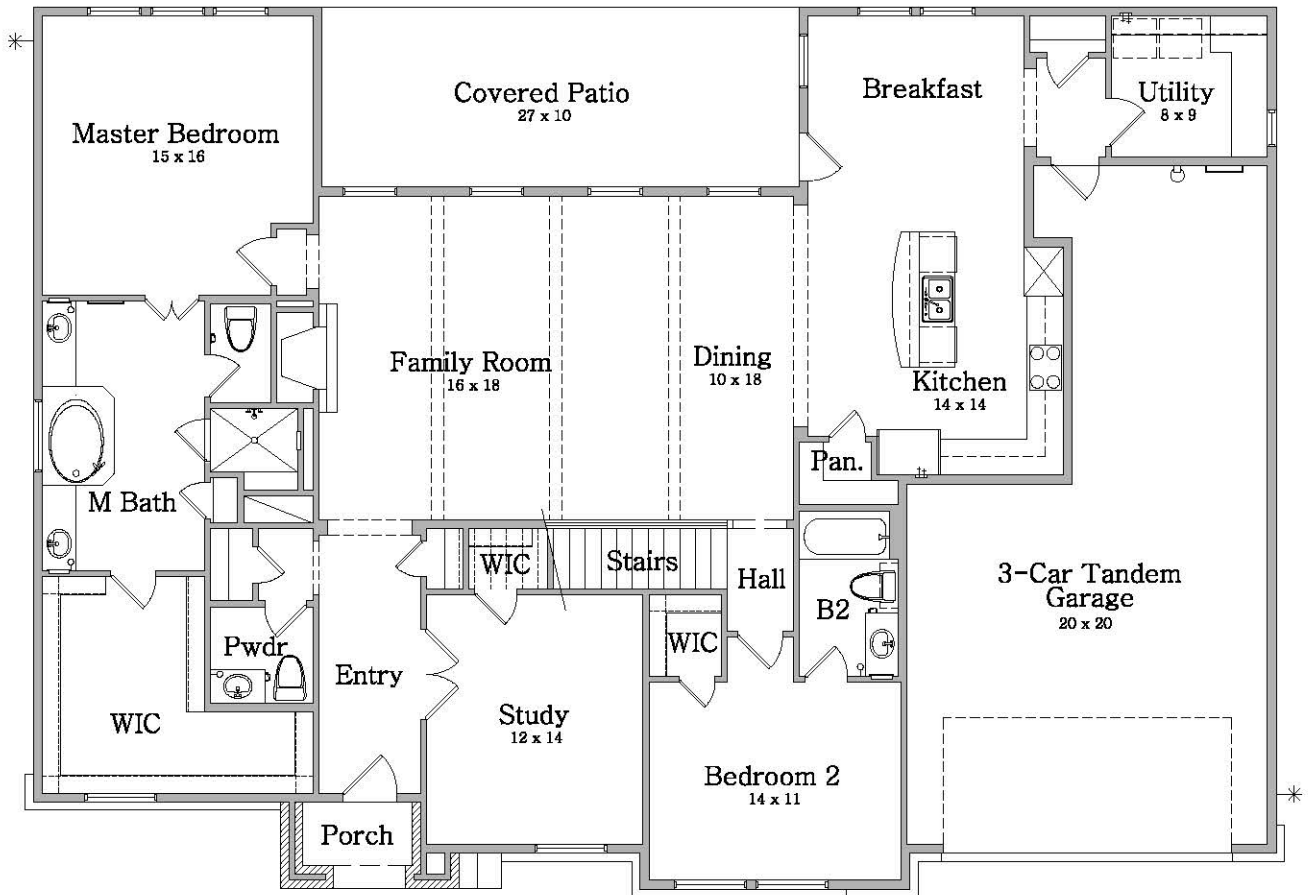 Covered Patio
27 x 10
Breakfast
Utility
8 x 9
Master Bedroom
15 x 16
Family Room
16 x 18
Dining
10 x 18
Kitchen
14 x 14
Pan.
M Bath
WIC
Stairs
Hall
B2
3-Car Tandem
Garage
20 x 20
Pwdr
Entry
WIC
WIC
Study
12 x 14
Bedroom 2
14 x 11
Porch